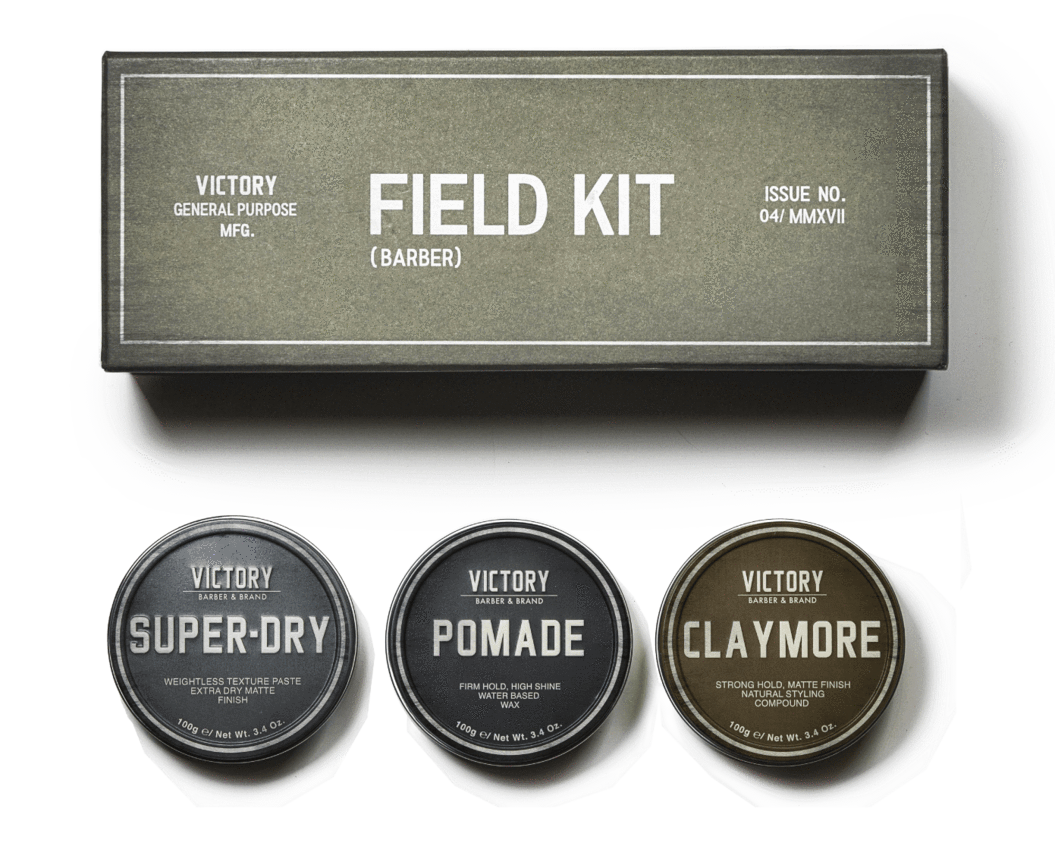 VICTORY
GENERAL PURPOSE
MFG.
FIELD KIT
(BARBER)
ISSUE NO.
04/ MMXVII
VICTORY
BARBER & BRAND
SUPER-DRY
WEIGHTLESS TEXTURE PASTE
EXTRA DRY MATTE
FINISH
100g ℮/ Net Wt. 3.4 Oz.
VICTORY
BARBER & BRAND
POMADE
FIRM HOLD, HIGH SHINE
WATER BASED
WAX
100g ℮/ Net Wt. 3.4 Oz.
VICTORY
BARBER & BRAND
CLAYMORE
STRONG HOLD, MATTE FINISH
NATURAL STYLING
COMPOUND
100g ℮/ Net Wt. 3.4 Oz.